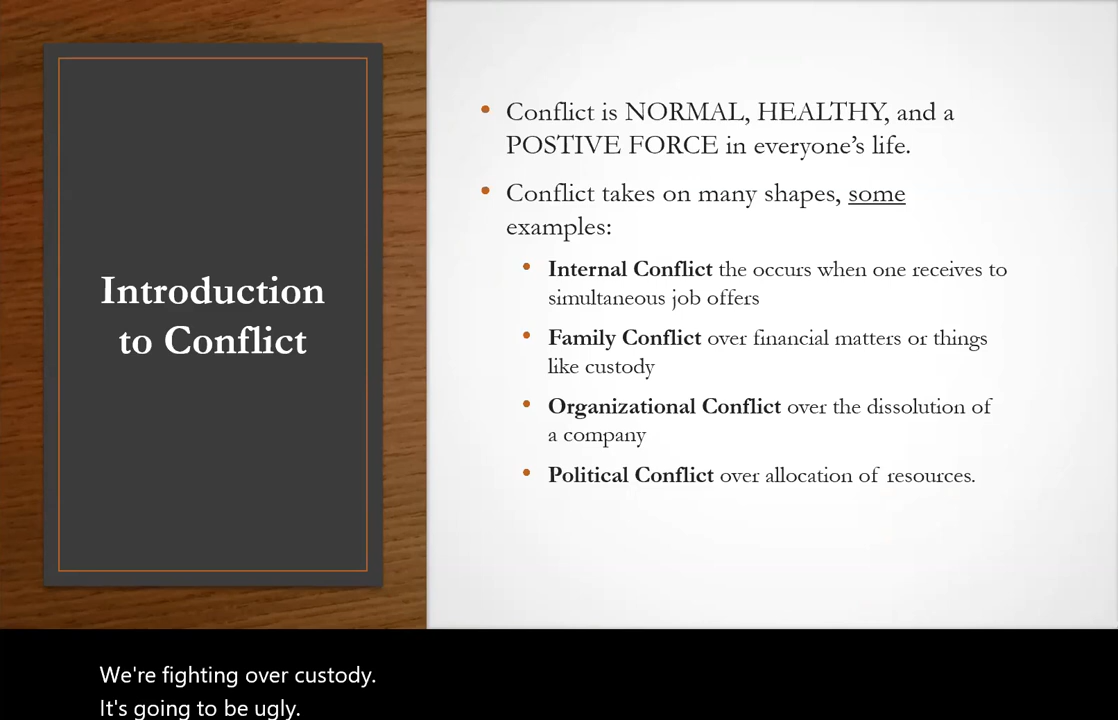 Introduction
to Conflict
Conflict is NORMAL, HEALTHY, and a
POSTIVE FORCE in everyone’s life.
Conflict takes on many shapes, some
examples:
Internal Conflict the occurs when one receives to
simultaneous job offers
Family Conflict over financial matters or things
like custody
Organizational Conflict over the dissolution of
a company
Political Conflict over allocation of resources.
We're fighting over custody.
It's going to be ugly.